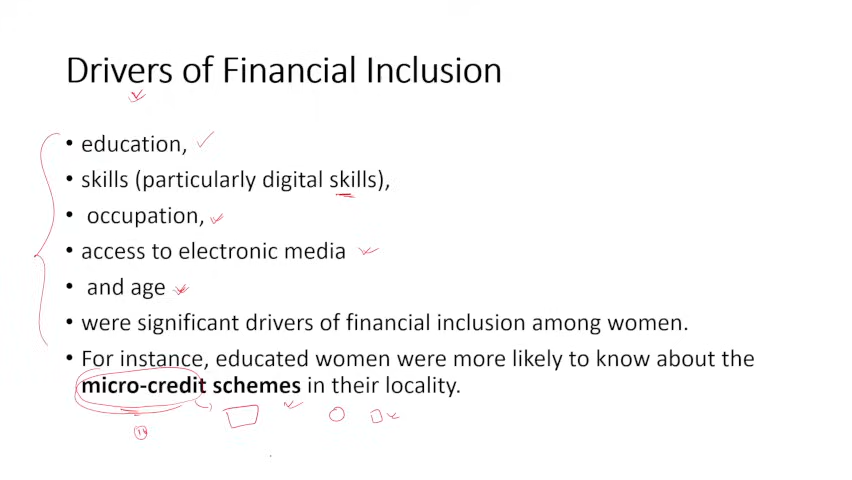 Drivers of Financial Inclusion
• education,
• skills (particularly digital skills),
• occupation,
• access to electronic media
• and age
• were significant drivers of financial inclusion among women.
• For instance, educated women were more likely to know about the
micro-credit schemes in their locality.